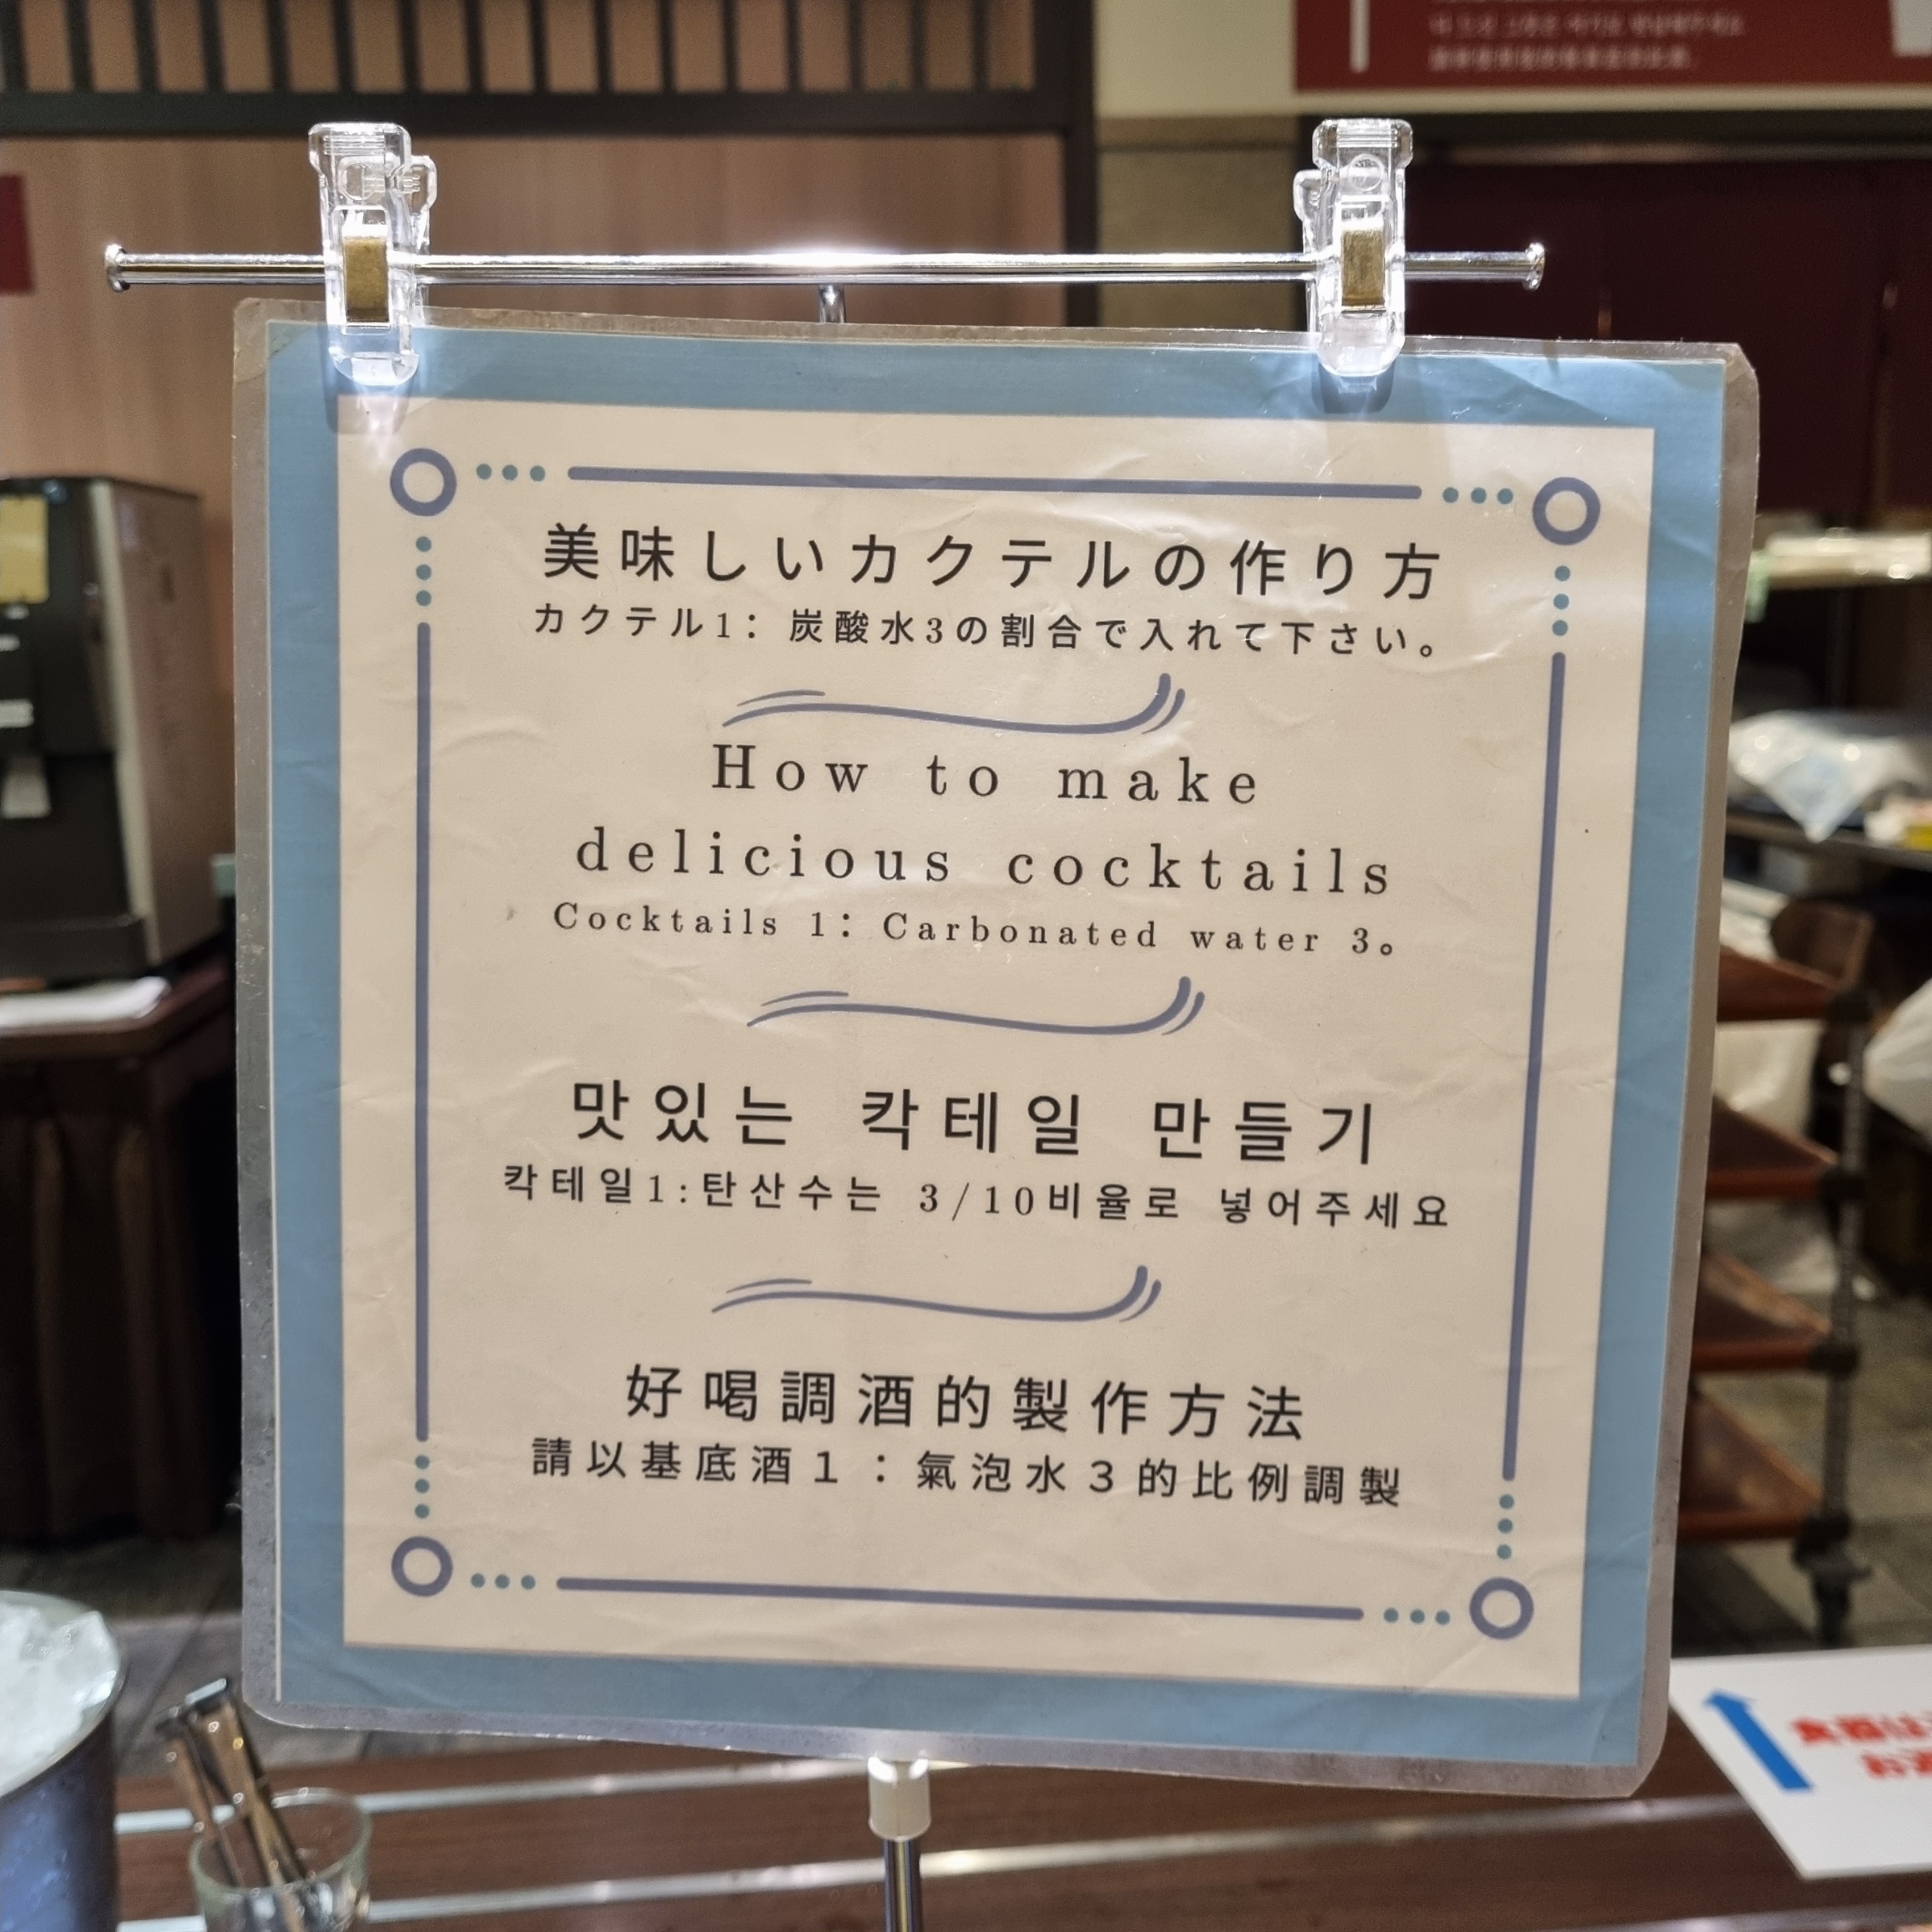 美味しいカクテルの作り方
カクテル1：炭酸水3の割合で入れて下さい。
How to make
delicious cocktails
Cocktails 1：Carbonated water 3。
맛있는 칵테일 만들기
칵테일1:탄산수는 3/10비율로 넣어주세요
好喝調酒的製作方法
請以基底酒1：氣泡水3的比例調製